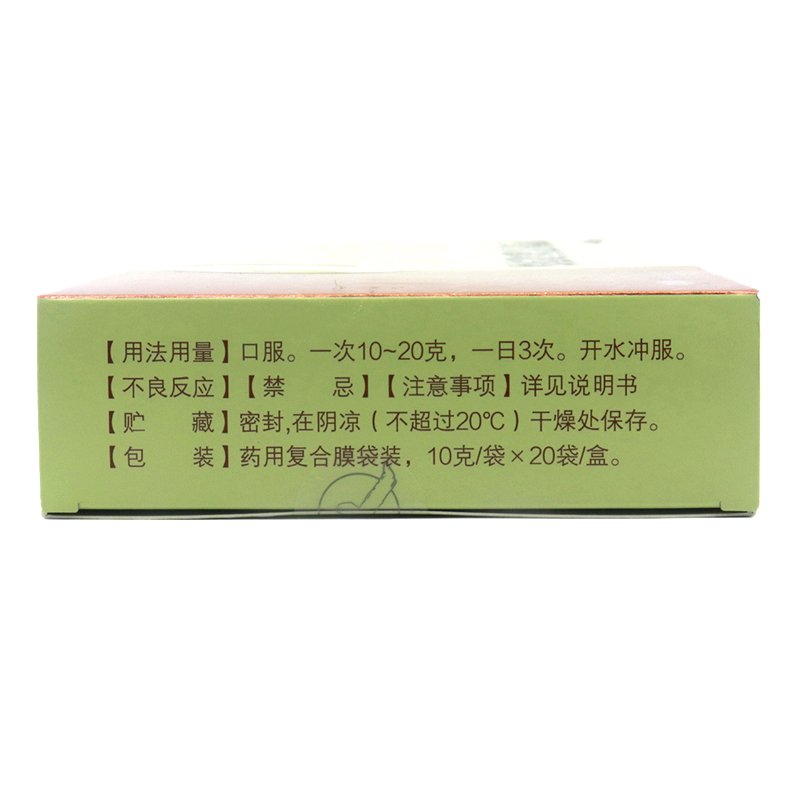 【用法用量】口服。一次10~20克，一日3次。开水冲服。
【不良反应】【禁　　忌】【注意事项】详见说明书
【贮　　藏】密封,在阴凉（不超过20℃）干燥处保存。
【包　　装】药用复合膜袋装，10克/袋×20袋/盒。